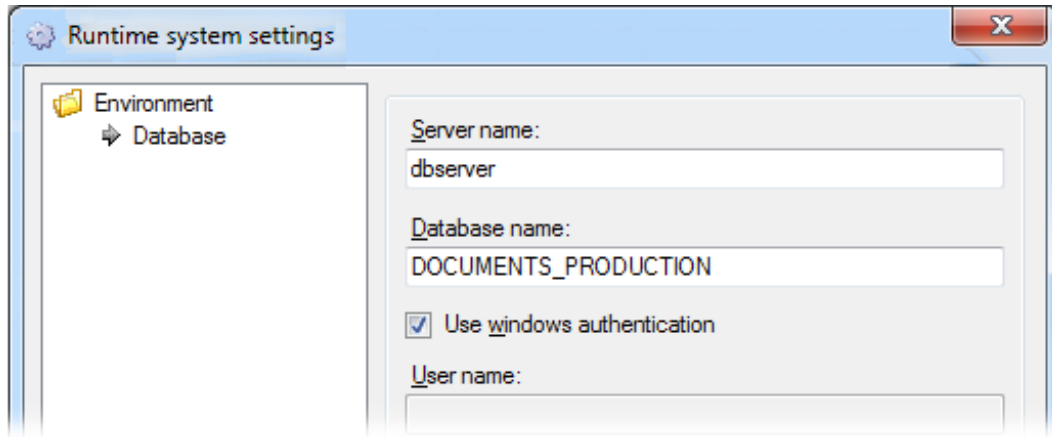 Runtime system settings
Environment
Database
Server name:
dbserver
Database name:
DOCUMENTS_PRODUCTION
Use windows authentication
User name: